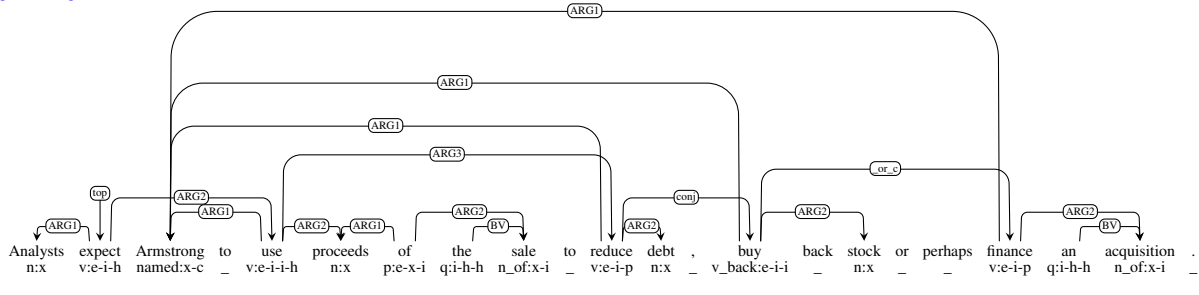 ARG1
ARG1
ARG1
ARG3
_or_c
top ARG2 conj
ARG1 ARG1 ARG2 ARG1 ARG2 BV ARG2 ARG2 ARG2 BV
Analysts expect Armstrong to use proceeds of the sale to reduce debt , buy back stock or perhaps finance an acquisition .
n:x v:e-i-h named:x-c _ v:e-i-i-h n:x p:e-x-i q:i-h-h n_of:x-i _ v:e-i-p n:x _ v_back:e-i-i _ n:x _ _ v:e-i-p q:i-h-h n_of:x-i _